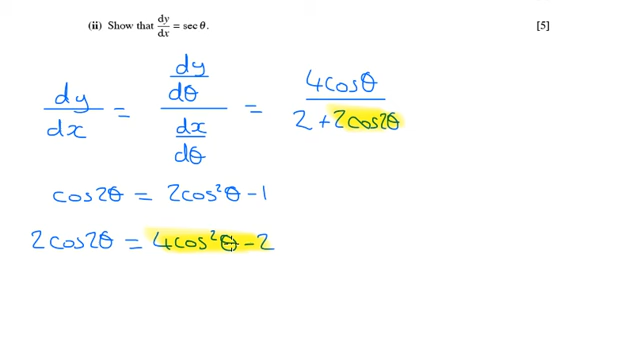 (ii) Show that dy/dx = sec θ. [5]
dy/dx = (dy/dθ)/(dx/dθ) = 4cosθ/(2 + 2cos2θ)
cos2θ = 2cos²θ - 1
2cos2θ = 4cos²θ - 2